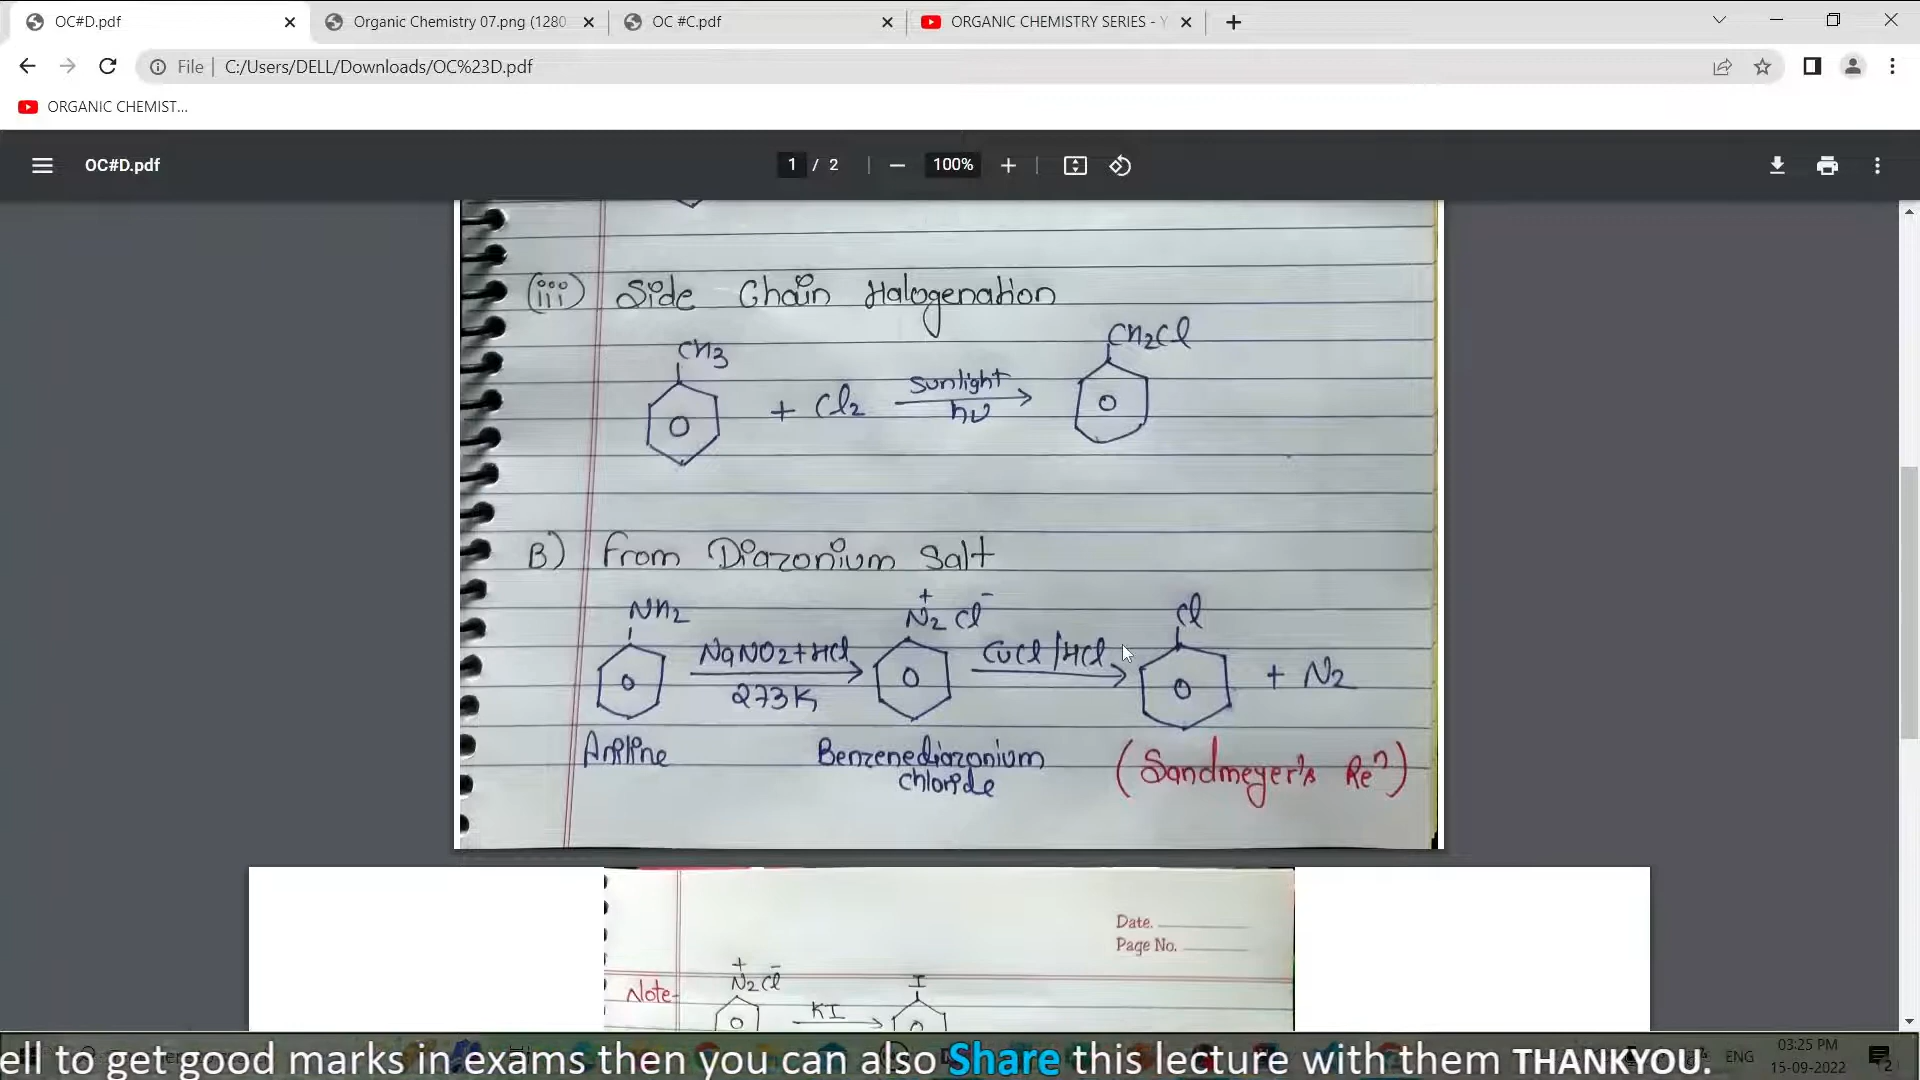 OC#D.pdf
Organic Chemistry 07.png (1280
OC #C.pdf
ORGANIC CHEMISTRY SERIES - Y
File | C:/Users/DELL/Downloads/OC%23D.pdf
ORGANIC CHEMIST...
OC#D.pdf
1 / 2
100%
(iii) Side Chain Halogenation
CH3
+ Cl2
sunlight
hν
CH2Cl
B) From Diazonium Salt
NH2
NaNO2+HCl
273K
+ -
N2 Cl
CuCl/HCl
Cl
+ N2
Aniline
Benzenediazonium
chloride
(Sandmeyer's Reⁿ)
Date.
Page No.
Note-
+ -
N2Cl
KI
I
ell to get good marks in exams then you can also Share this lecture with them THANKYOU.
ENG
03:25 PM
15-09-2022
2